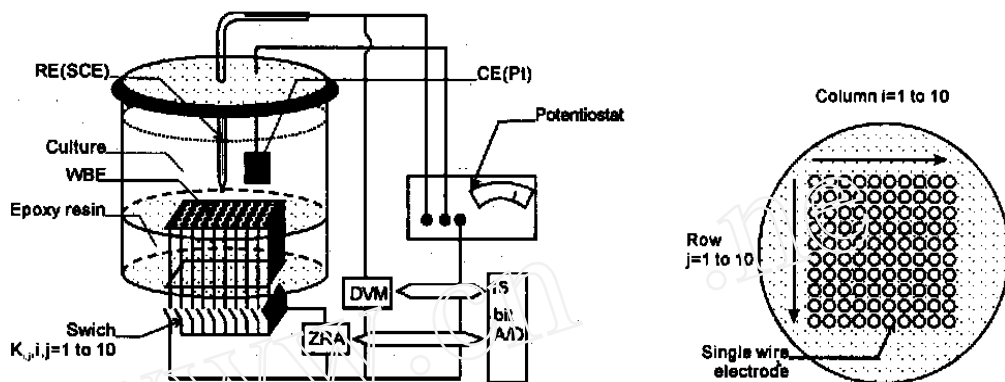 RE(SCE)
CE(Pt)
Culture
WBE
Epoxy resin
Potentiostat
DVM
ZRA
bit
A/D
Swich
K i,j,i,j=1 to 10
Column i=1 to 10
Row
j=1 to 10
Single wire
electrode